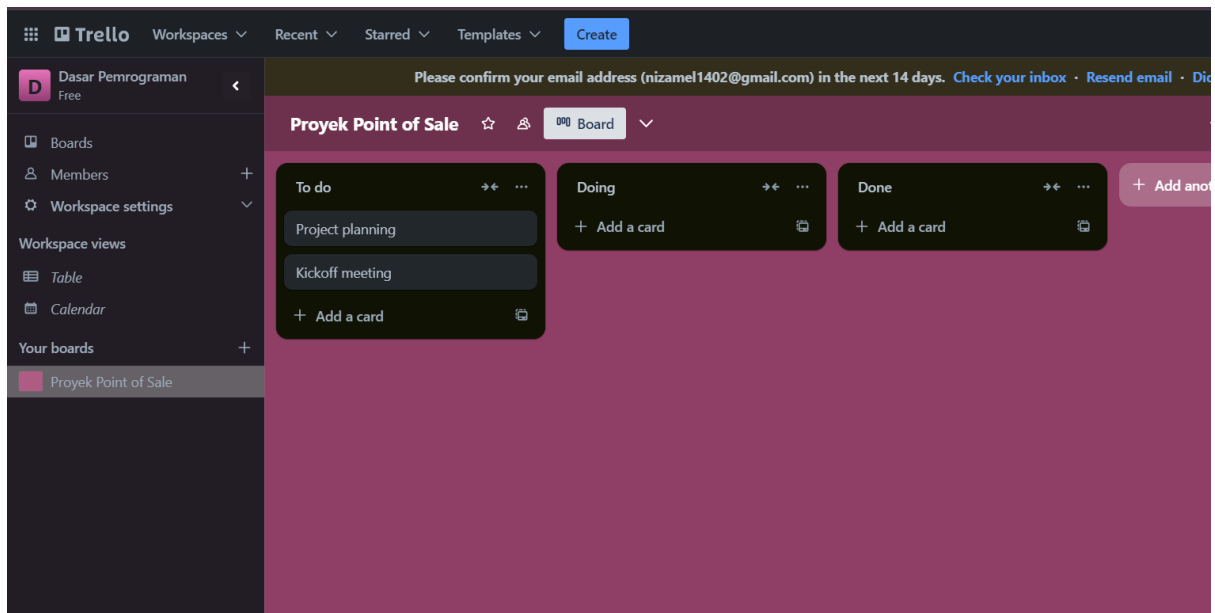 Trello Workspaces Recent Starred Templates Create
D Dasar Pemrograman
Free
Please confirm your email address (nizamel1402@gmail.com) in the next 14 days. Check your inbox · Resend email ·
Proyek Point of Sale Board
Boards
Members
Workspace settings
Workspace views
Table
Calendar
Your boards
Proyek Point of Sale
To do
Project planning
Kickoff meeting
+ Add a card
Doing
+ Add a card
Done
+ Add a card
+ Add